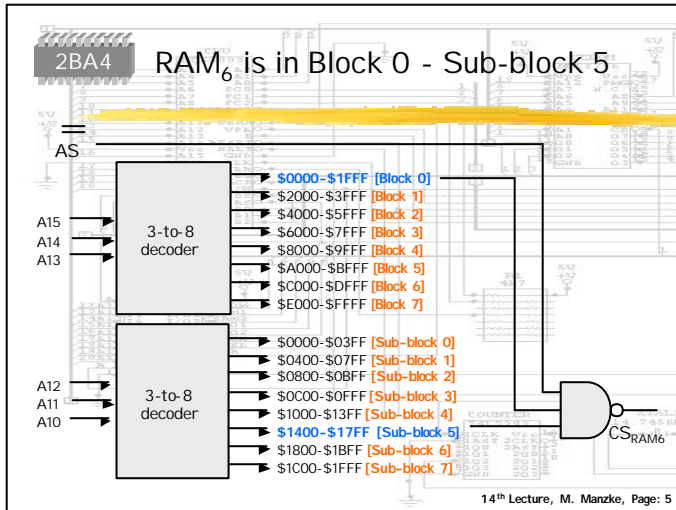 2BA4
RAM6 is in Block 0 - Sub-block 5
AS
A15
A14
A13
3-to-8
decoder
$0000-$1FFF [Block 0]
$2000-$3FFF [Block 1]
$4000-$5FFF [Block 2]
$6000-$7FFF [Block 3]
$8000-$9FFF [Block 4]
$A000-$BFFF [Block 5]
$C000-$DFFF [Block 6]
$E000-$FFFF [Block 7]
A12
A11
A10
3-to-8
decoder
$0000-$03FF [Sub-block 0]
$0400-$07FF [Sub-block 1]
$0800-$0BFF [Sub-block 2]
$0C00-$0FFF [Sub-block 3]
$1000-$13FF [Sub-block 4]
$1400-$17FF [Sub-block 5]
$1800-$1BFF [Sub-block 6]
$1C00-$1FFF [Sub-block 7]
CSRAM6
14th Lecture, M. Manzke, Page: 5